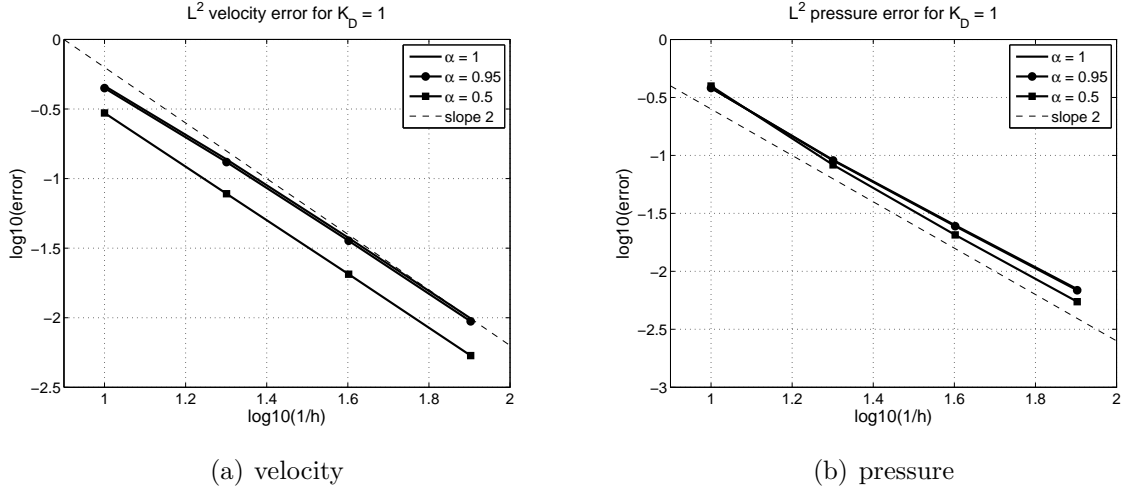 L² velocity error for K_D = 1
0
−0.5
−1
−1.5
−2
−2.5
log10(error)
1
1.2
1.4
1.6
1.8
2
log10(1/h)
α = 1
α = 0.95
α = 0.5
slope 2
(a) velocity
L² pressure error for K_D = 1
0
−0.5
−1
−1.5
−2
−2.5
−3
log10(error)
1
1.2
1.4
1.6
1.8
2
log10(1/h)
α = 1
α = 0.95
α = 0.5
slope 2
(b) pressure